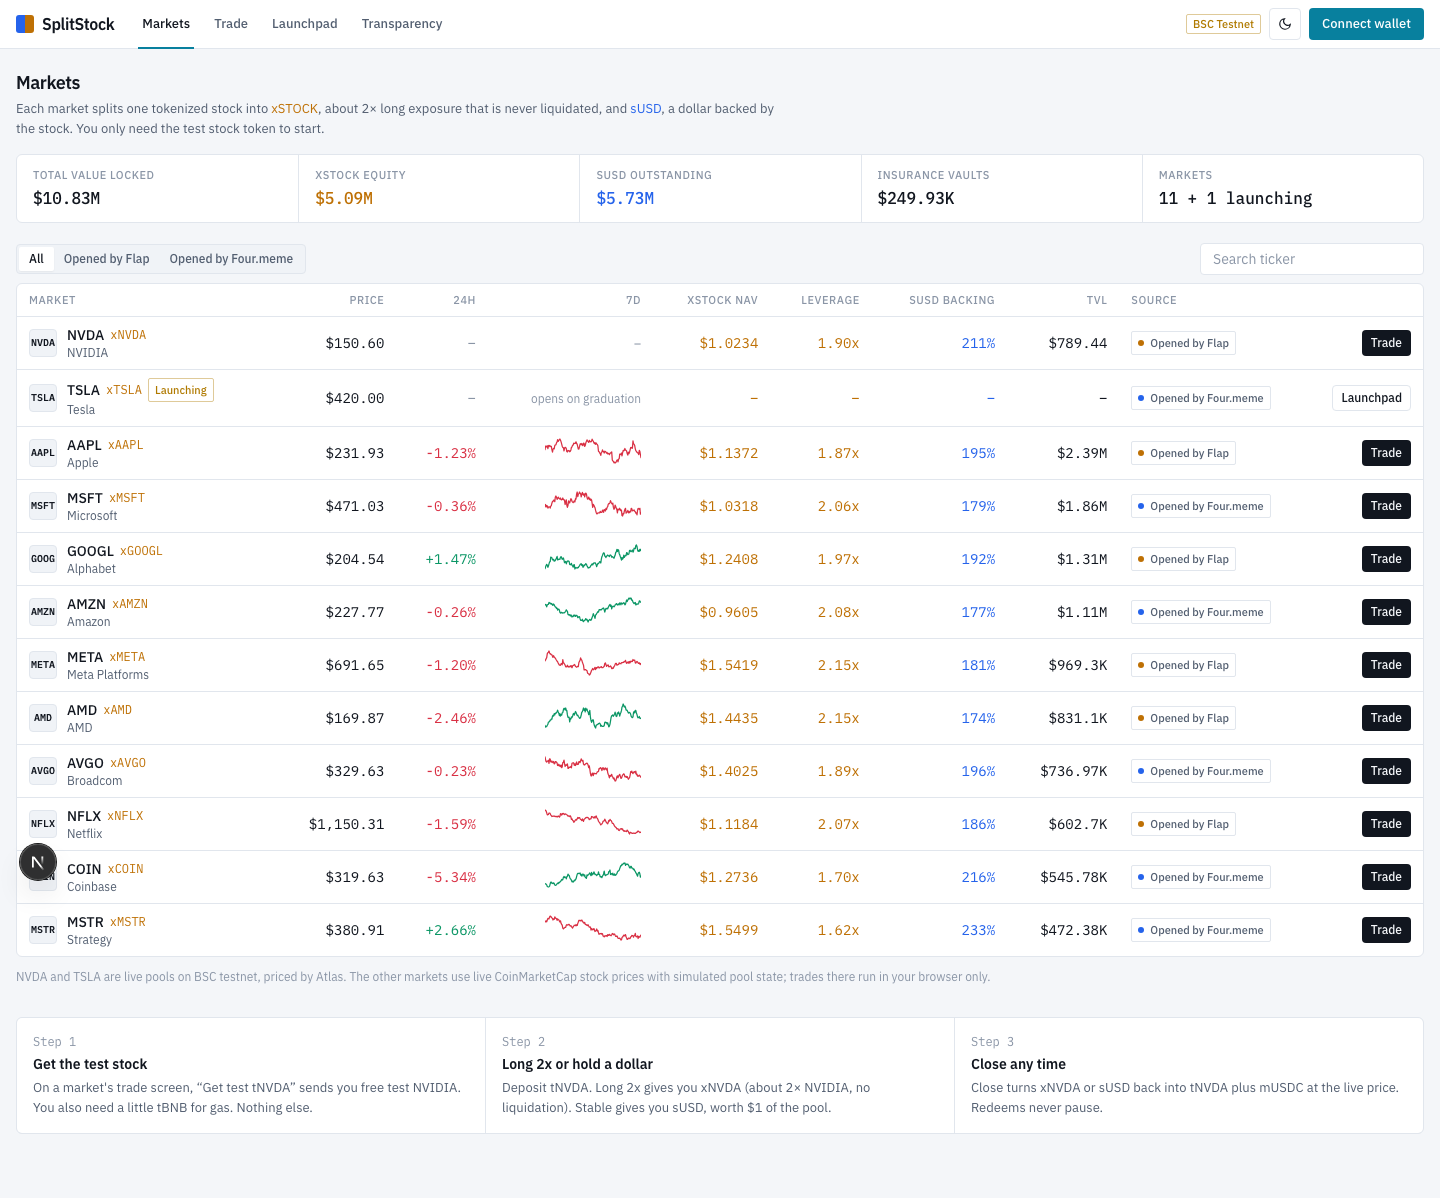 SplitStock Markets Trade Launchpad Transparency BSC Testnet Connect wallet
Markets
Each market splits one tokenized stock into xSTOCK, about 2× long exposure that is never liquidated, and sUSD, a dollar backed by
the stock. You only need the test stock token to start.
TOTAL VALUE LOCKED XSTOCK EQUITY SUSD OUTSTANDING INSURANCE VAULTS MARKETS
$10.83M $5.09M $5.73M $249.93K 11 + 1 launching
All Opened by Flap Opened by Four.meme Search ticker
MARKET PRICE 24H 7D XSTOCK NAV LEVERAGE SUSD BACKING TVL SOURCE
NVDA NVDA xNVDA $150.60 – – $1.0234 1.90x 211% $789.44 Opened by Flap Trade
NVIDIA
TSLA TSLA xTSLA Launching $420.00 – opens on graduation – – – – Opened by Four.meme Launchpad
Tesla
AAPL AAPL xAAPL $231.93 -1.23% $1.1372 1.87x 195% $2.39M Opened by Flap Trade
Apple
MSFT MSFT xMSFT $471.03 -0.36% $1.0318 2.06x 179% $1.86M Opened by Four.meme Trade
Microsoft
GOOG GOOGL xGOOGL $204.54 +1.47% $1.2408 1.97x 192% $1.31M Opened by Flap Trade
Alphabet
AMZN AMZN xAMZN $227.77 -0.26% $0.9605 2.08x 177% $1.11M Opened by Four.meme Trade
Amazon
META META xMETA $691.65 -1.20% $1.5419 2.15x 181% $969.3K Opened by Flap Trade
Meta Platforms
AMD AMD xAMD $169.87 -2.46% $1.4435 2.15x 174% $831.1K Opened by Flap Trade
AMD
AVGO AVGO xAVGO $329.63 -0.23% $1.4025 1.89x 196% $736.97K Opened by Four.meme Trade
Broadcom
NFLX NFLX xNFLX $1,150.31 -1.59% $1.1184 2.07x 186% $602.7K Opened by Flap Trade
Netflix
N COIN xCOIN $319.63 -5.34% $1.2736 1.70x 216% $545.78K Opened by Four.meme Trade
Coinbase
MSTR MSTR xMSTR $380.91 +2.66% $1.5499 1.62x 233% $472.38K Opened by Four.meme Trade
Strategy
NVDA and TSLA are live pools on BSC testnet, priced by Atlas. The other markets use live CoinMarketCap stock prices with simulated pool state; trades there run in your browser only.
Step 1
Get the test stock
On a market's trade screen, “Get test tNVDA” sends you free test NVIDIA.
You also need a little tBNB for gas. Nothing else.
Step 2
Long 2x or hold a dollar
Deposit tNVDA. Long 2x gives you xNVDA (about 2× NVIDIA, no
liquidation). Stable gives you sUSD, worth $1 of the pool.
Step 3
Close any time
Close turns xNVDA or sUSD back into tNVDA plus mUSDC at the live price.
Redeems never pause.